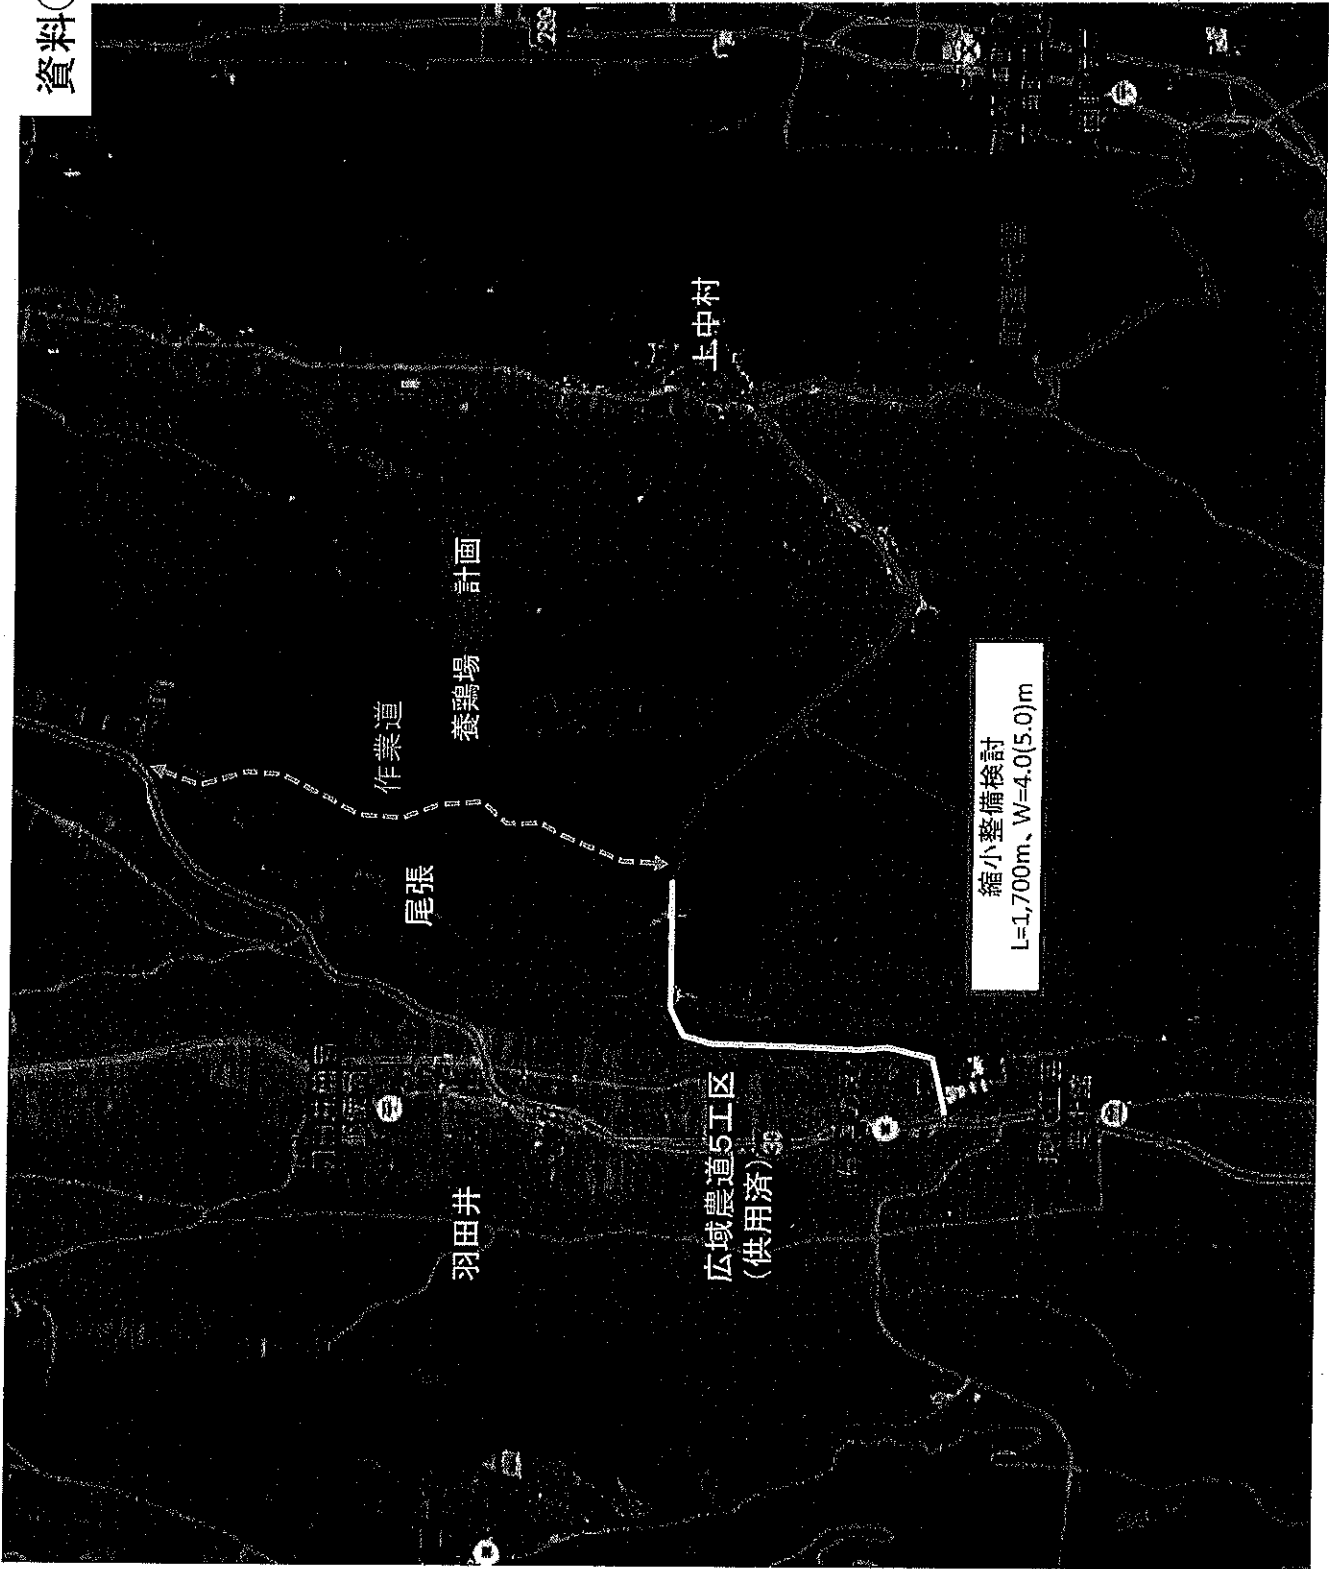 資料
299
上中村
計画
養鶏場
作業道
尾張
縮小整備検討
L=1,700m、W=4.0(5.0)m
羽田井
広域農道5工区
(供用済)
39